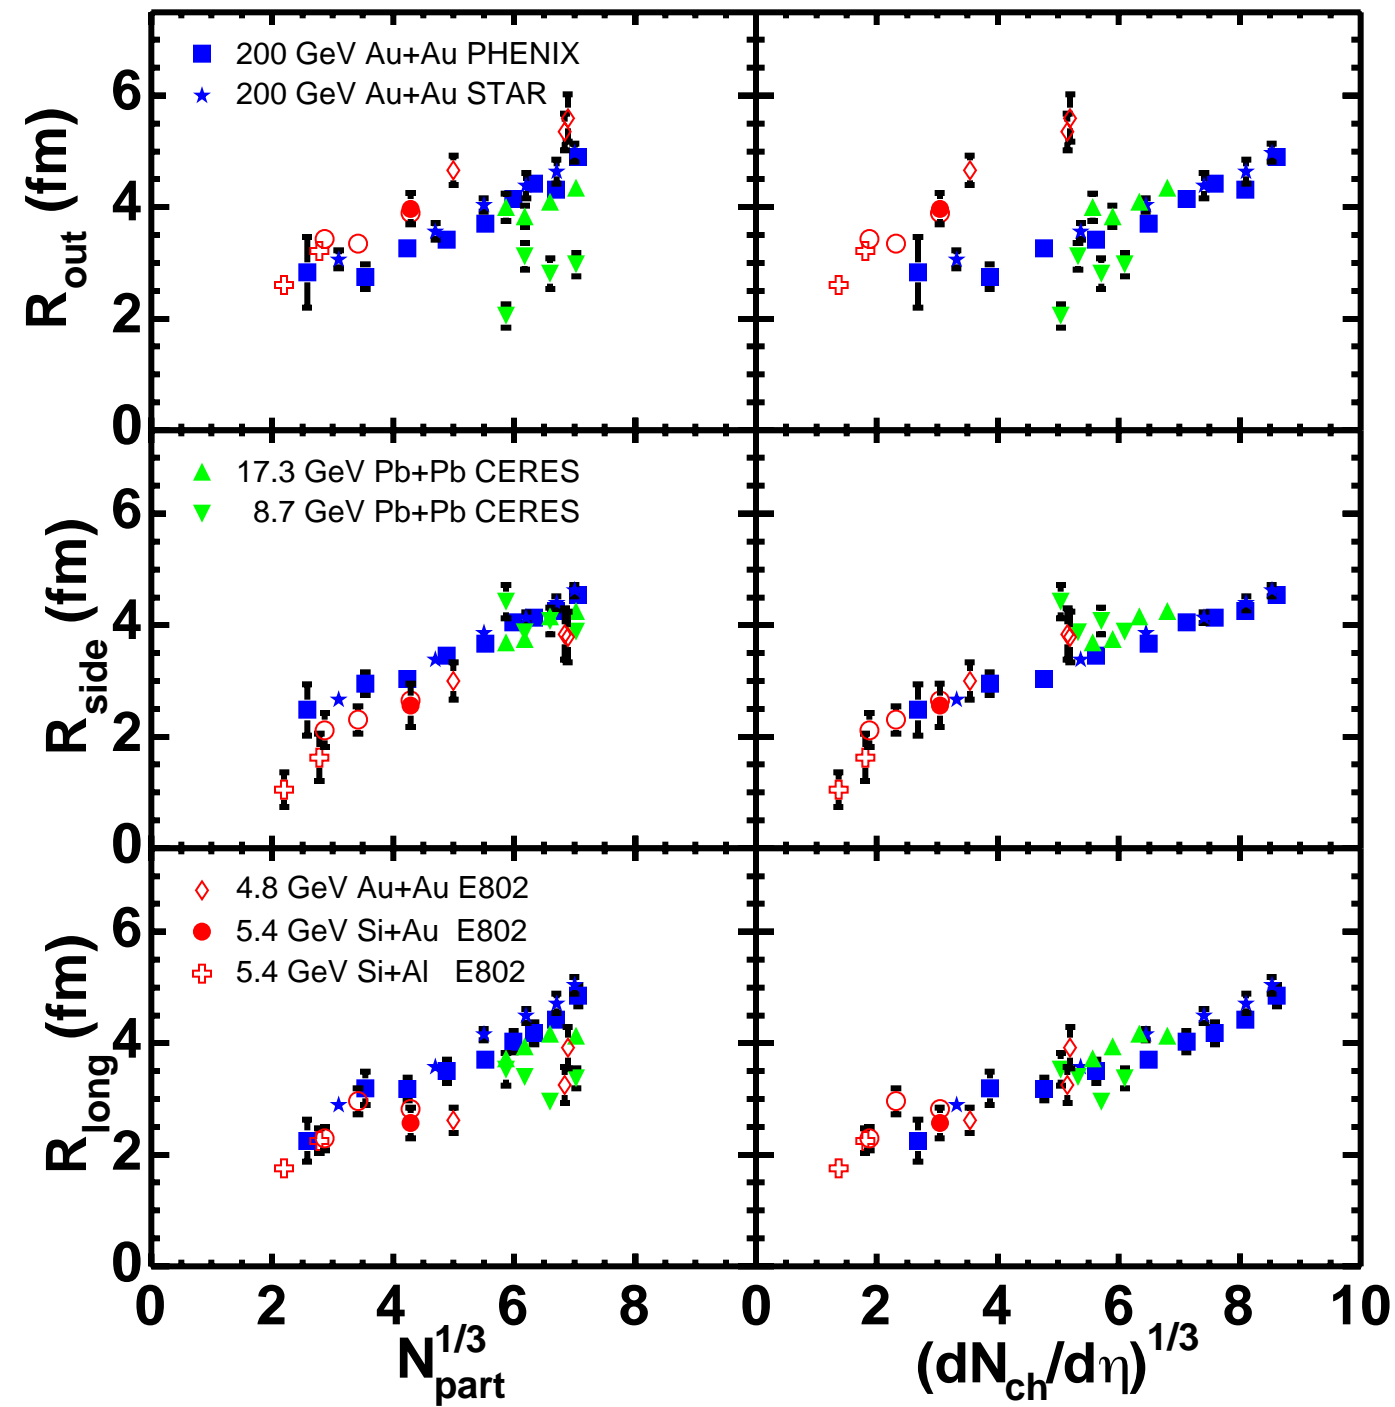 200 GeV Au+Au PHENIX
200 GeV Au+Au STAR
R_out (fm)
6
4
2
0
17.3 GeV Pb+Pb CERES
8.7 GeV Pb+Pb CERES
R_side (fm)
6
4
2
0
4.8 GeV Au+Au E802
5.4 GeV Si+Au E802
5.4 GeV Si+Al E802
R_long (fm)
6
4
2
0
0 2 4 6 8 0 2 4 6 8 10
N_part^1/3 (dN_ch/dη)^1/3